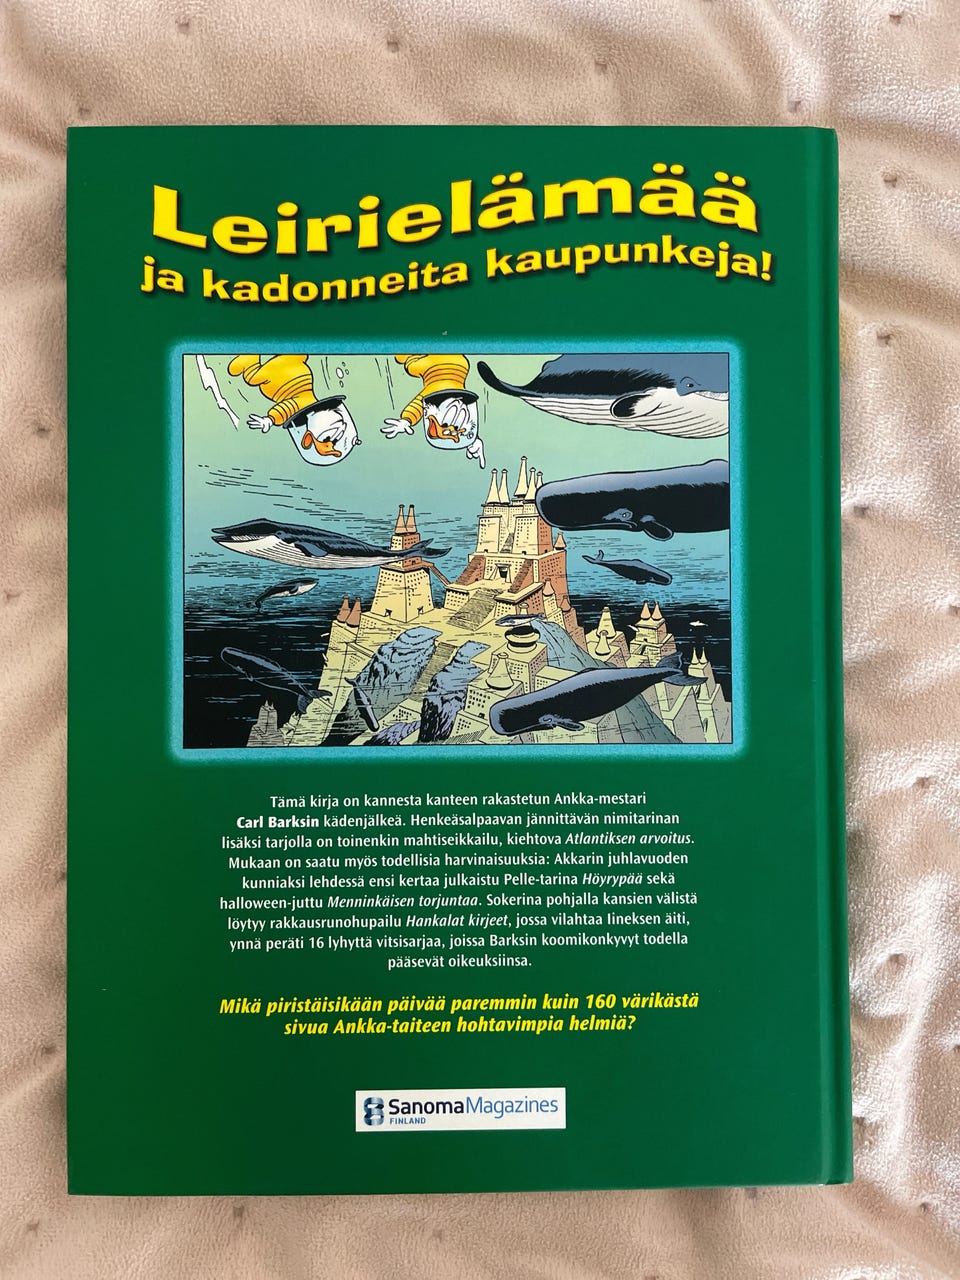 Leirielämää
ja kadonneita kaupunkeja!
Tämä kirja on kannesta kanteen rakastetun Ankka-mestari
Carl Barksin kädenjälkeä. Henkeäsalpaavan jännittävän nimitarinan
lisäksi tarjolla on toinenkin mahtiseikkailu, kiehtova Atlantiksen arvoitus.
Mukaan on saatu myös todellisia harvinaisuuksia: Akkarin juhlavuoden
kunniaksi lehdessä ensi kertaa julkaistu Pelle-tarina Höyrypää sekä
halloween-juttu Menninkäisen torjuntaa. Sokerina pohjalla kansien välistä
löytyy rakkausrunohupailu Hankalat kirjeet, jossa vilahtaa Iineksen äiti,
ynnä peräti 16 lyhyttä vitsisarjaa, joissa Barksin koomikonkyvyt todella
pääsevät oikeuksiinsa.
Mikä piristäisikään päivää paremmin kuin 160 värikästä
sivua Ankka-taiteen hohtavimpia helmiä?
SanomaMagazines
FINLAND